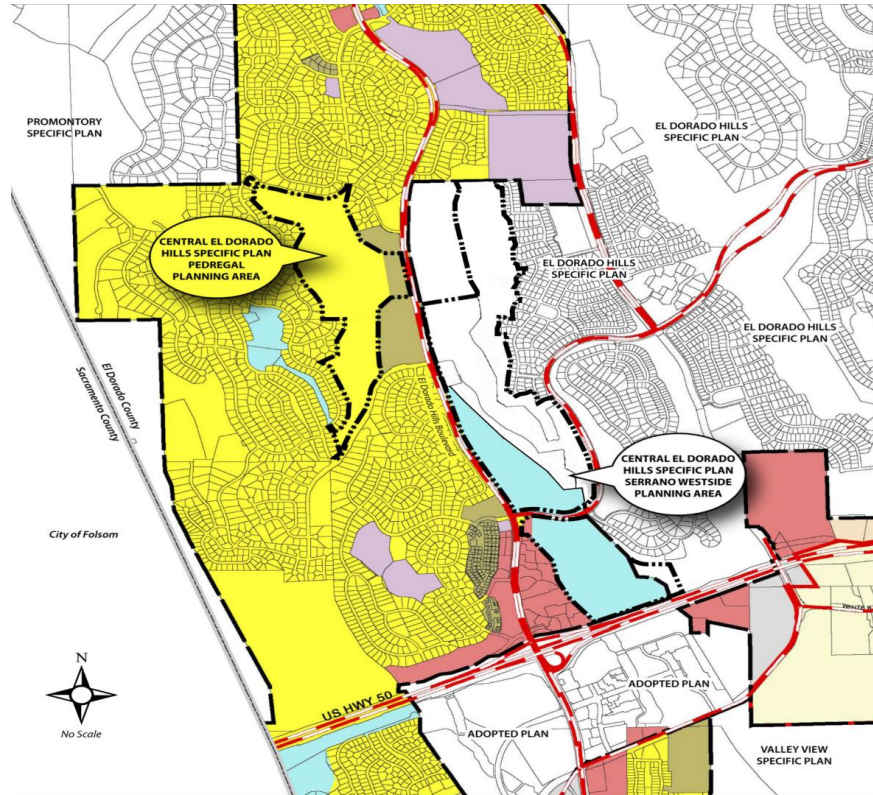 PROMONTORY
SPECIFIC PLAN
EL DORADO HILLS
SPECIFIC PLAN
CENTRAL EL DORADO
HILLS SPECIFIC PLAN
PEDREGAL
PLANNING AREA
EL DORADO HILLS
SPECIFIC PLAN
EL DORADO HILLS
SPECIFIC PLAN
El Dorado County
Sacramento County
El Dorado Hills Boulevard
CENTRAL EL DORADO
HILLS SPECIFIC PLAN
SERRANO WESTSIDE
PLANNING AREA
City of Folsom
N
No Scale
US HWY 50
ADOPTED PLAN
ADOPTED PLAN
VALLEY VIEW
SPECIFIC PLAN